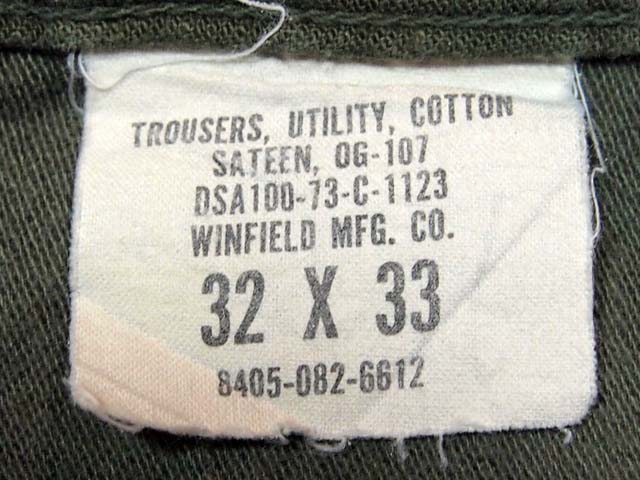 TROUSERS, UTILITY, COTTON
SATEEN, OG-107
DSA100-73-C-1123
WINFIELD MFG. CO.
32 X 33
8405-082-6612